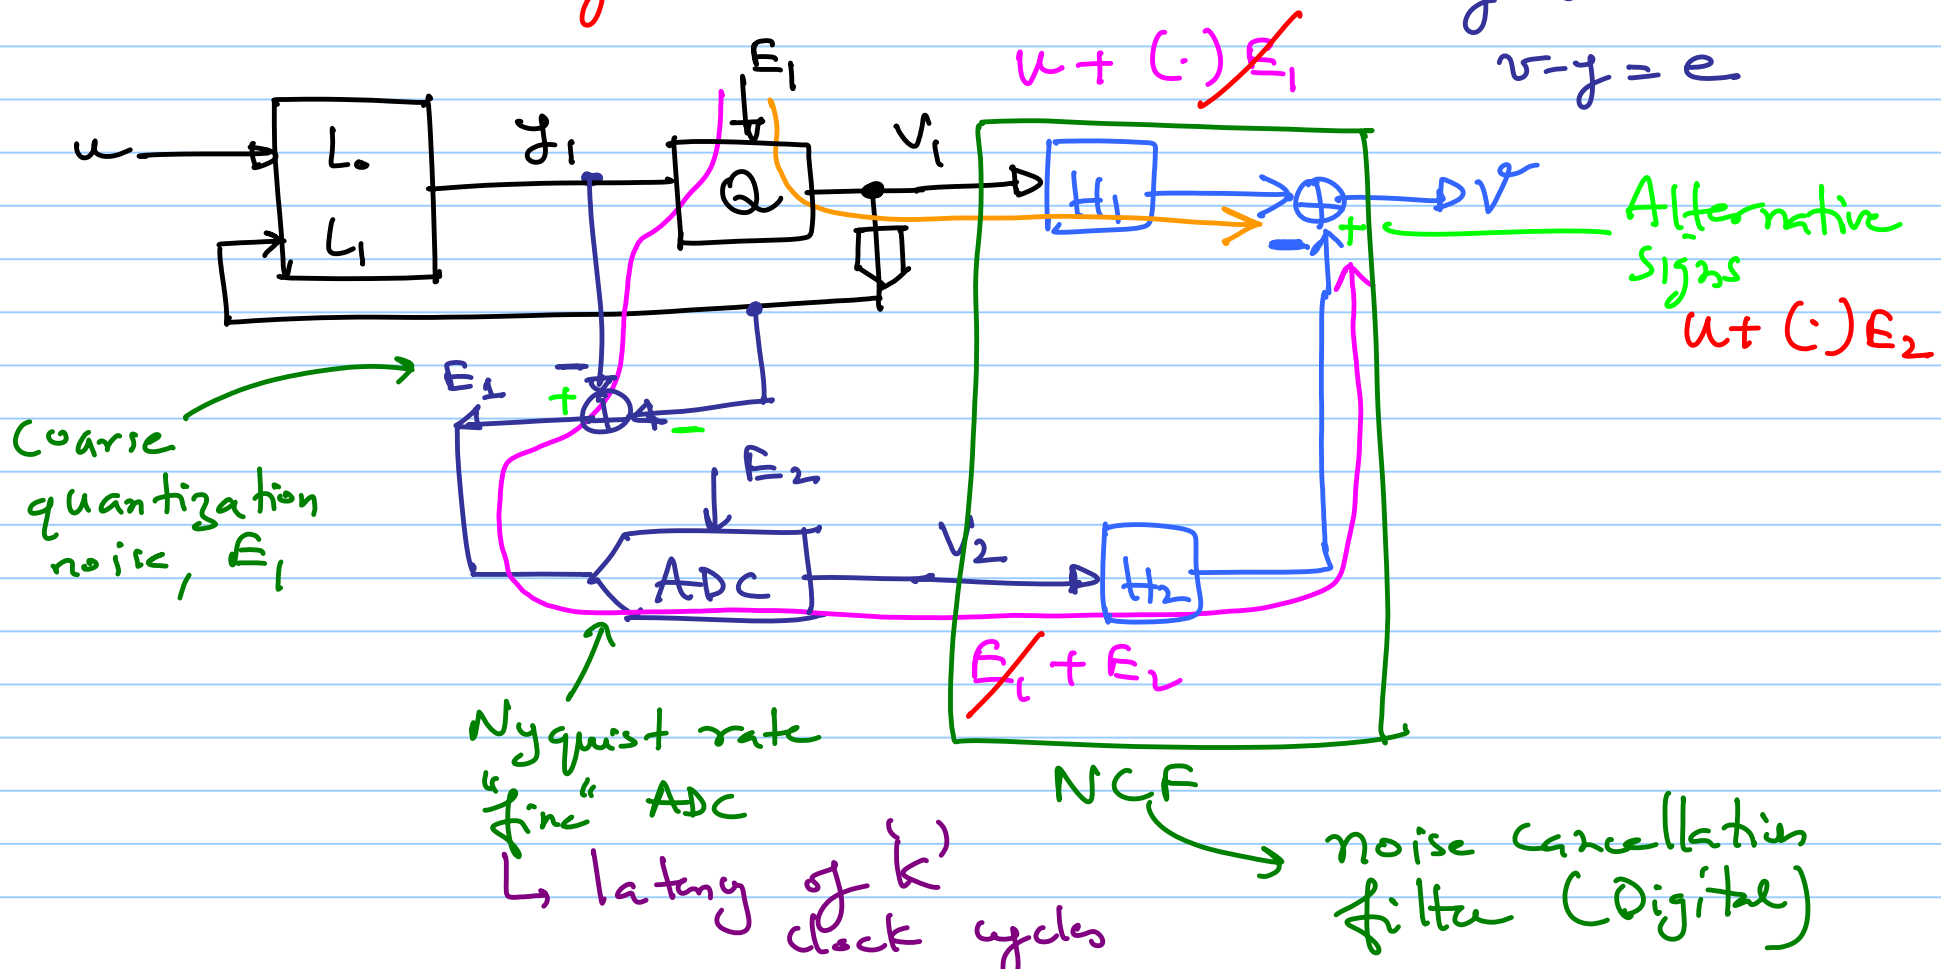 E₁
u + (·) E₁
v - y = e
u
L₀
L₁
y₁
Q
V₁
H₁
+
V
-
+
Alternative
signs
u + (·) E₂
E₁
-
+
-
Coarse
quantization
noise, E₁
E₂
ADC
V₂
H₂
E₁ + E₂
Nyquist rate
"fine" ADC
↳ latency of (K)
clock cycles
NCF
noise cancellation
filter (Digital)